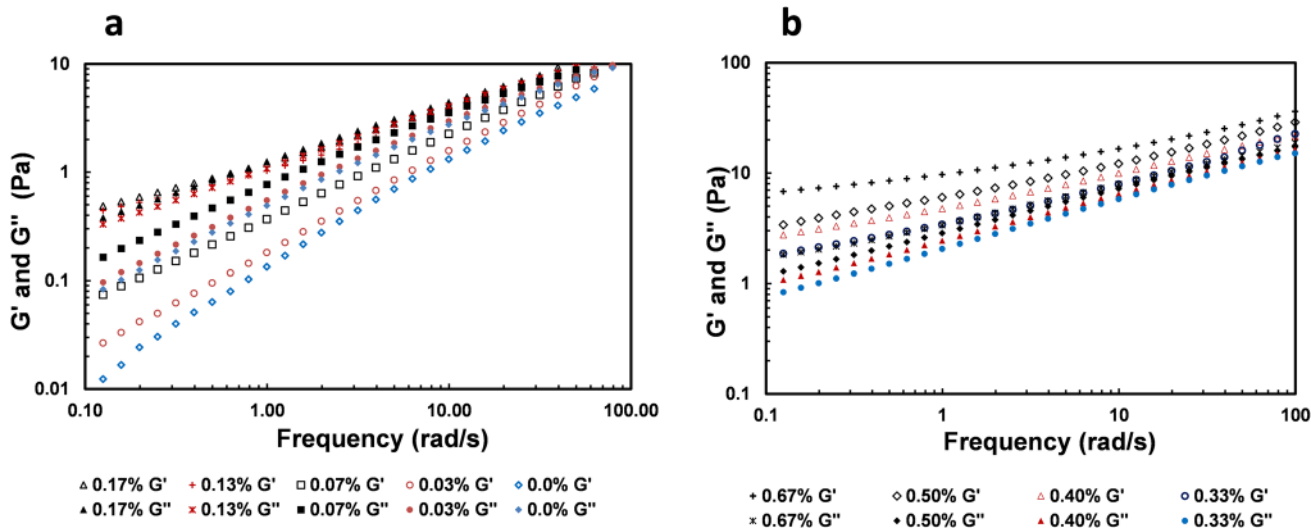 a
10
1
0.1
0.01
G' and G'' (Pa)
0.10
1.00
10.00
100.00
Frequency (rad/s)
0.17% G'
0.13% G'
0.07% G'
0.03% G'
0.0% G'
0.17% G''
0.13% G''
0.07% G''
0.03% G''
0.0% G''
b
100
10
1
0.1
G' and G'' (Pa)
0.1
1
10
100
Frequency (rad/s)
0.67% G'
0.50% G'
0.40% G'
0.33% G'
0.67% G''
0.50% G''
0.40% G''
0.33% G''